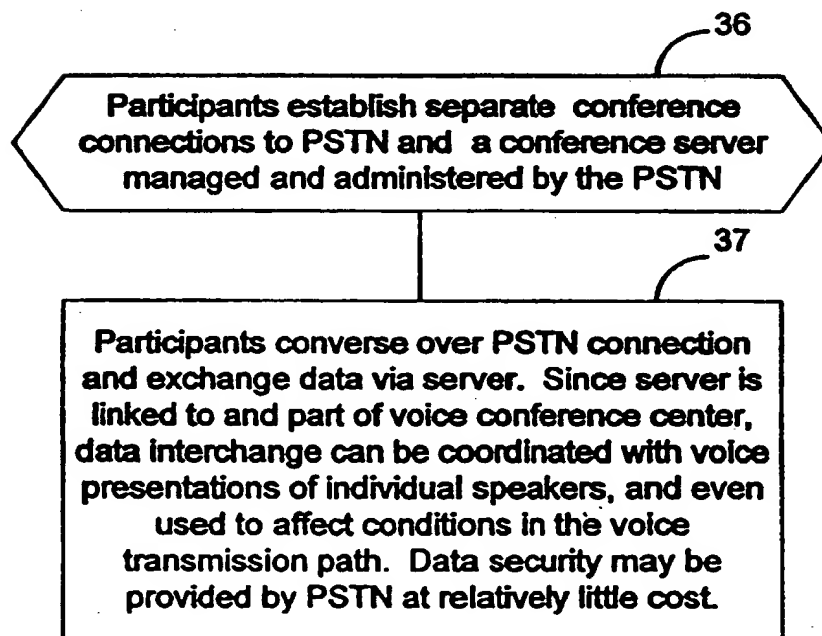 36
Participants establish separate conference
connections to PSTN and a conference server
managed and administered by the PSTN
37
Participants converse over PSTN connection
and exchange data via server. Since server is
linked to and part of voice conference center,
data interchange can be coordinated with voice
presentations of individual speakers, and even
used to affect conditions in the voice
transmission path. Data security may be
provided by PSTN at relatively little cost.